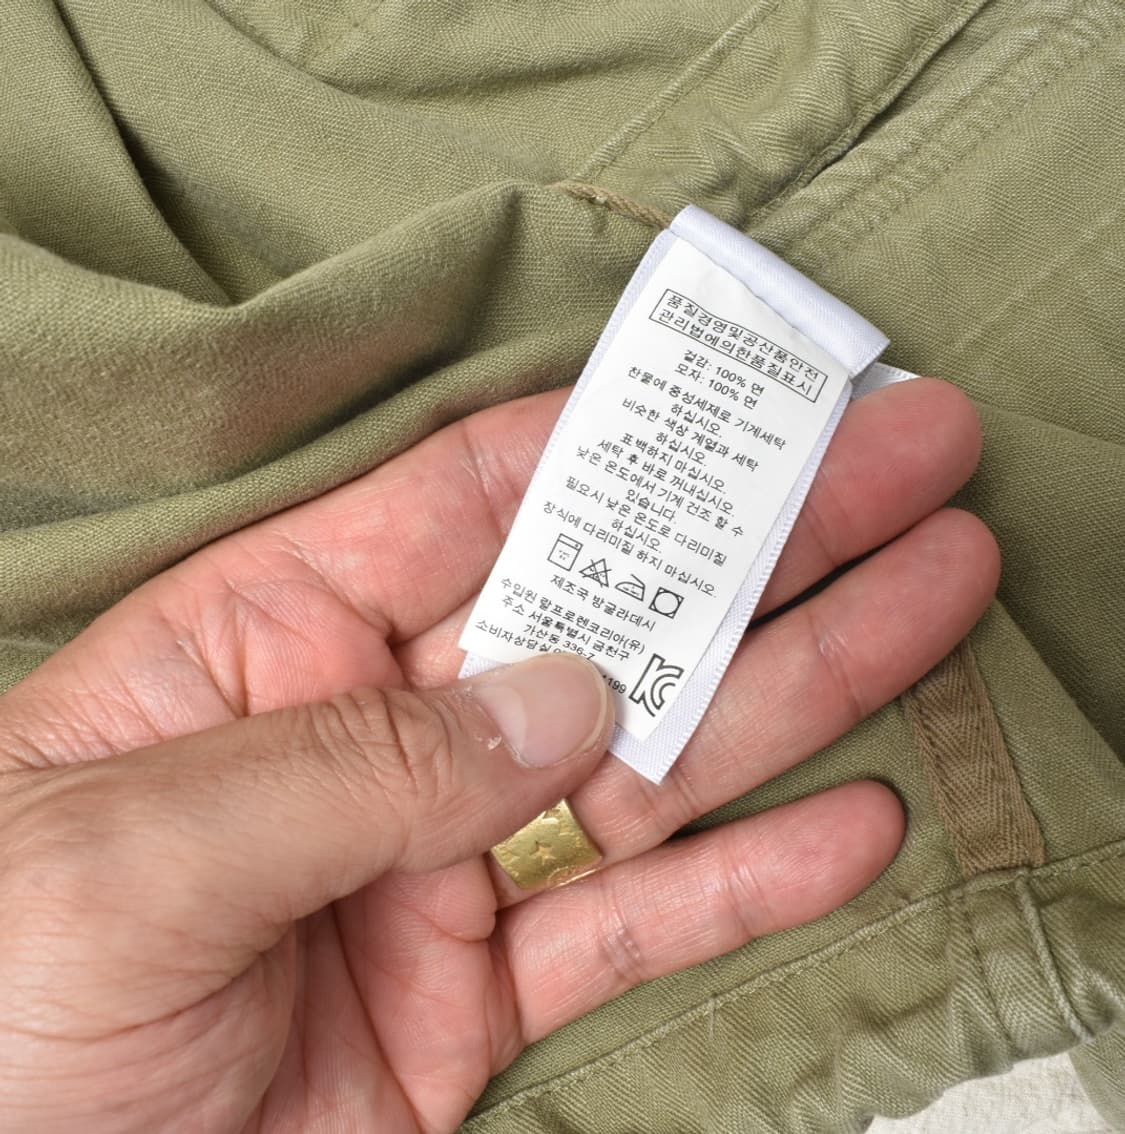 품질경영및공산품안전
관리법에의한품질표시
겉감: 100% 면
모자: 100% 면
찬물에 중성세제로 기계세탁
하십시오.
비슷한 색상 계열과 세탁
하십시오.
표백하지 마십시오.
세탁 후 바로 꺼내십시오.
낮은 온도에서 기계 건조 할 수
있습니다.
필요시 낮은 온도로 다리미질
하십시오.
장식에 다리미질 하지 마십시오.
제조국 방글라데시
수입원 랄프로렌코리아(유)
주소 서울특별시 금천구
가산동 336-7
소비자상담실
199